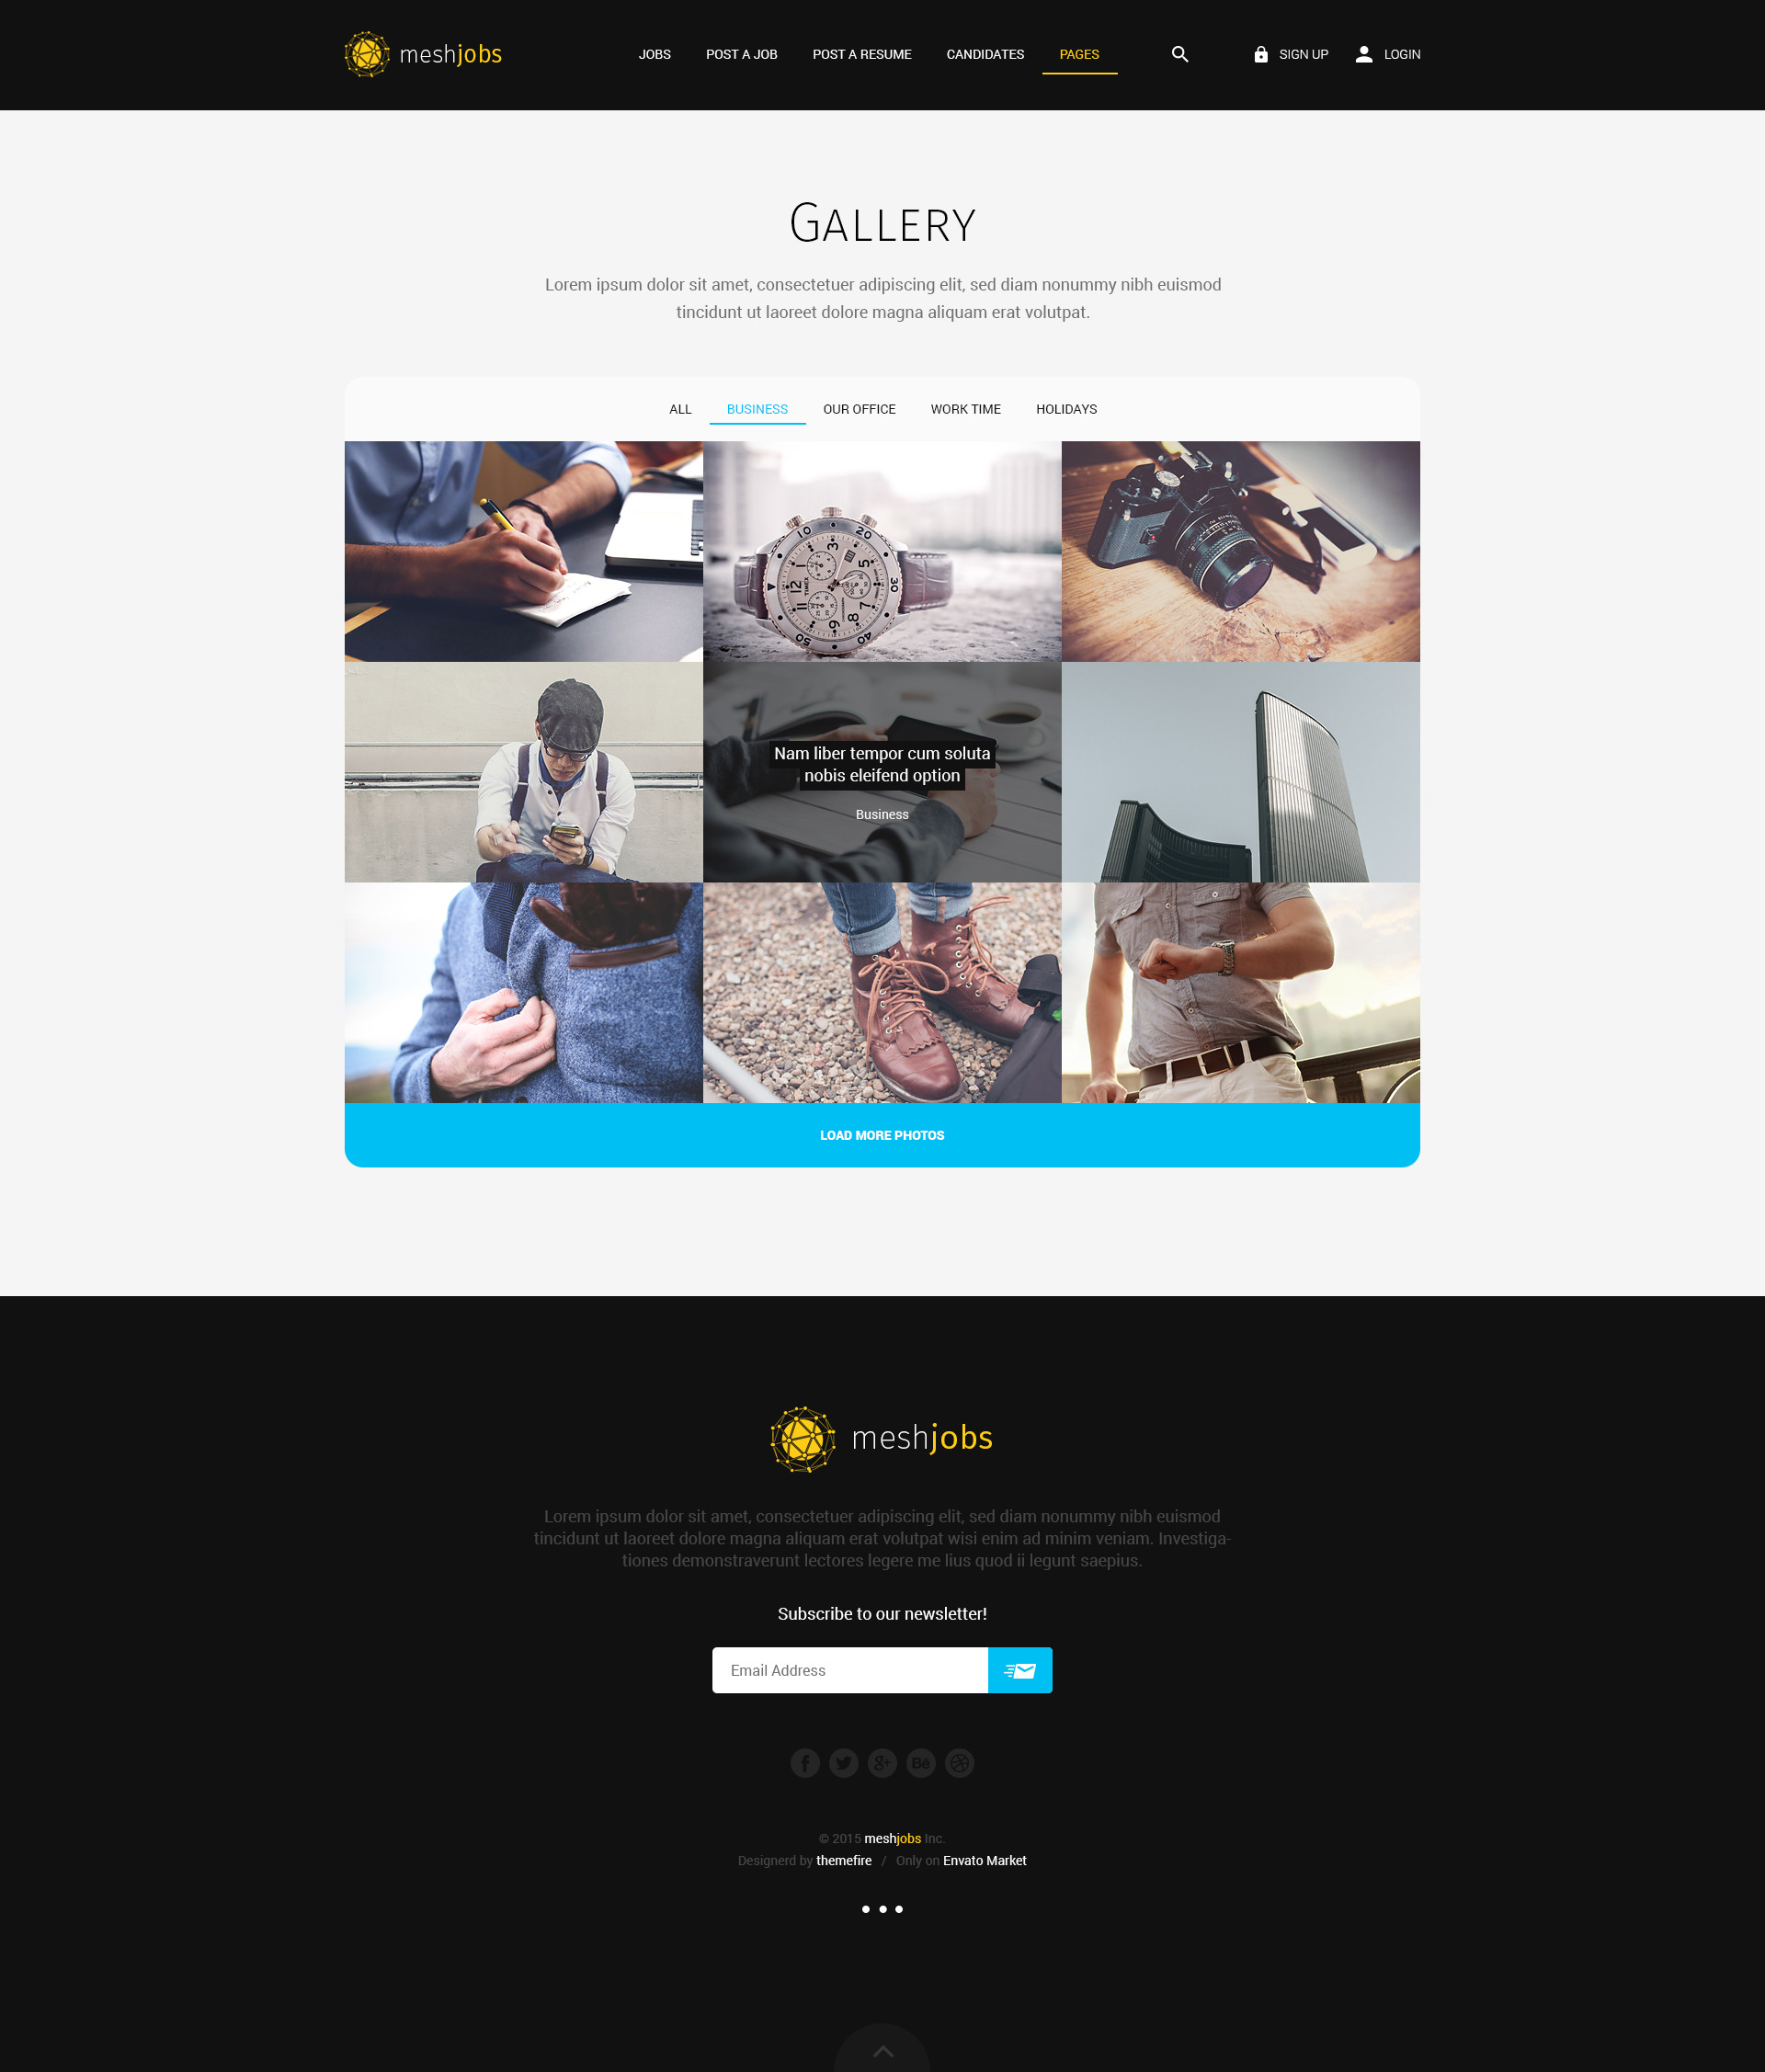 meshjobs
JOBS POST A JOB POST A RESUME CANDIDATES PAGES SIGN UP LOGIN
GALLERY
Lorem ipsum dolor sit amet, consectetuer adipiscing elit, sed diam nonummy nibh euismod
tincidunt ut laoreet dolore magna aliquam erat volutpat.
ALL BUSINESS OUR OFFICE WORK TIME HOLIDAYS
Nam liber tempor cum soluta
nobis eleifend option
Business
LOAD MORE PHOTOS
meshjobs
Lorem ipsum dolor sit amet, consectetuer adipiscing elit, sed diam nonummy nibh euismod
tincidunt ut laoreet dolore magna aliquam erat volutpat wisi enim ad minim veniam. Investiga-
tiones demonstraverunt lectores legere me lius quod ii legunt saepius.
Subscribe to our newsletter!
Email Address
© 2015 meshjobs Inc.
Designerd by themefire / Only on Envato Market